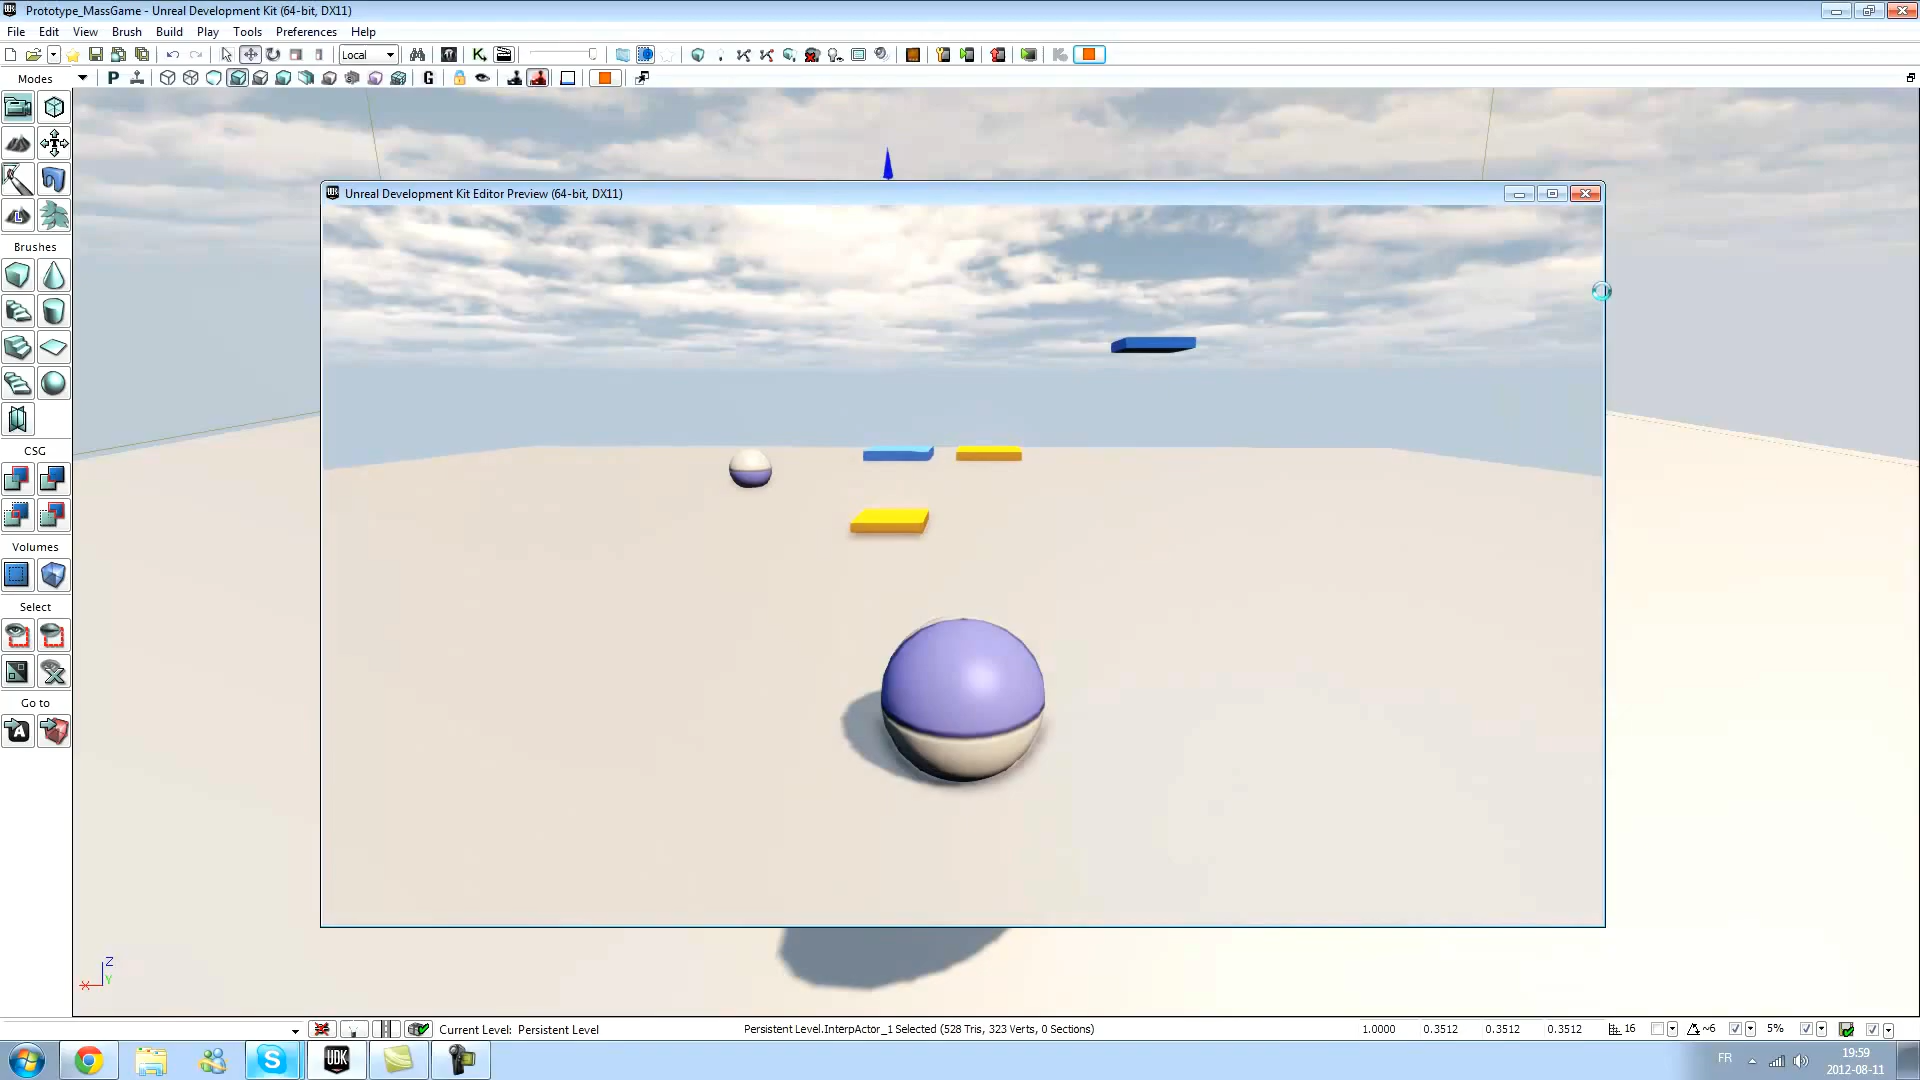 Prototype_MassGame - Unreal Development Kit (64-bit, DX11)
File Edit View Brush Build Play Tools Preferences Help
Local
Modes P G
Unreal Development Kit Editor Preview (64-bit, DX11)
Brushes
CSG
Volumes
Select
Go to
A
Z
X Y
Current Level: Persistent Level
Persistent Level.InterpActor_1 Selected (528 Tris, 323 Verts, 0 Sections)
1.0000 0.3512 0.3512 0.3512 16 ~6 5%
UDK
FR
19:59
2012-08-11